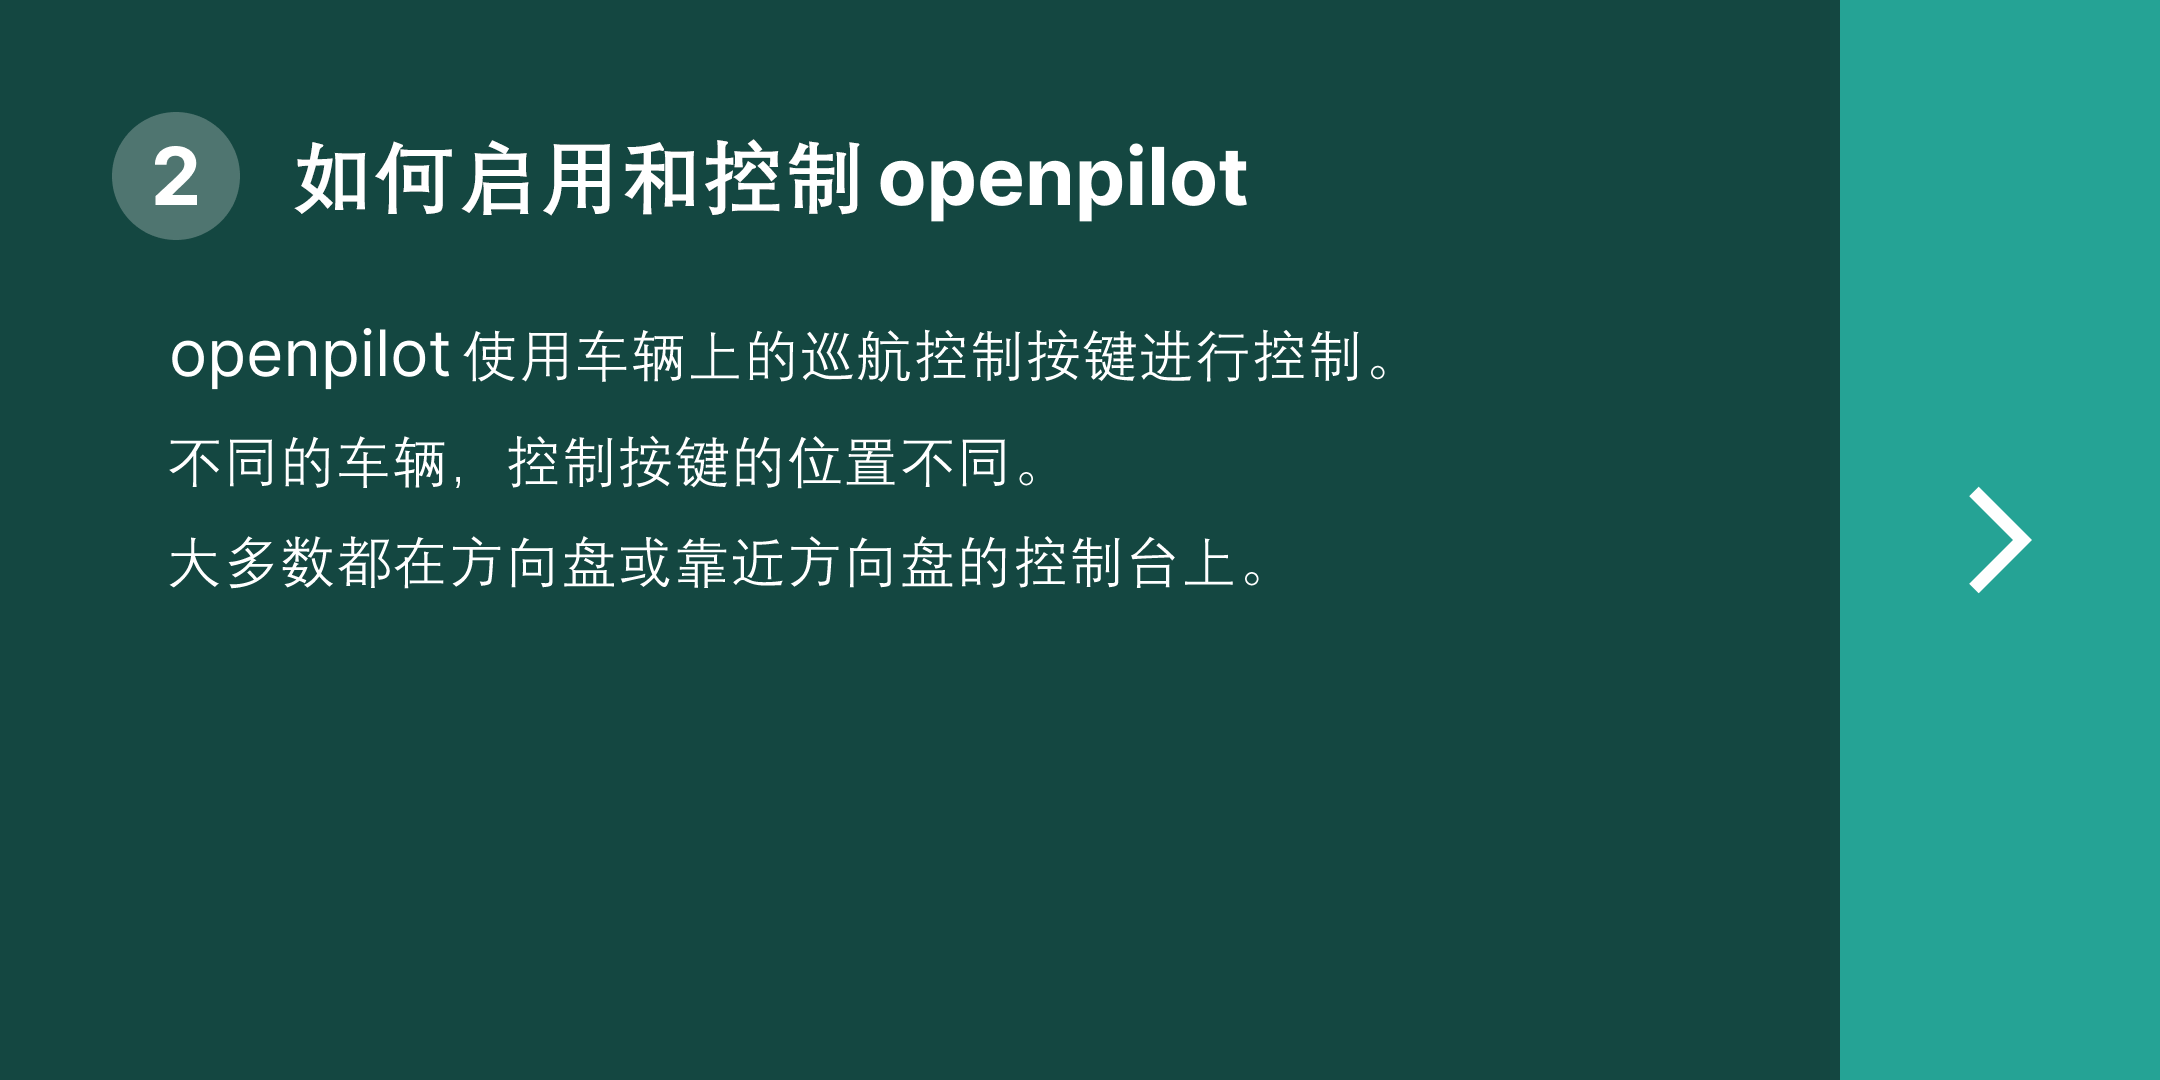 2 如何启用和控制 openpilot
openpilot 使用车辆上的巡航控制按键进行控制。
不同的车辆，控制按键的位置不同。
大多数都在方向盘或靠近方向盘的控制台上。